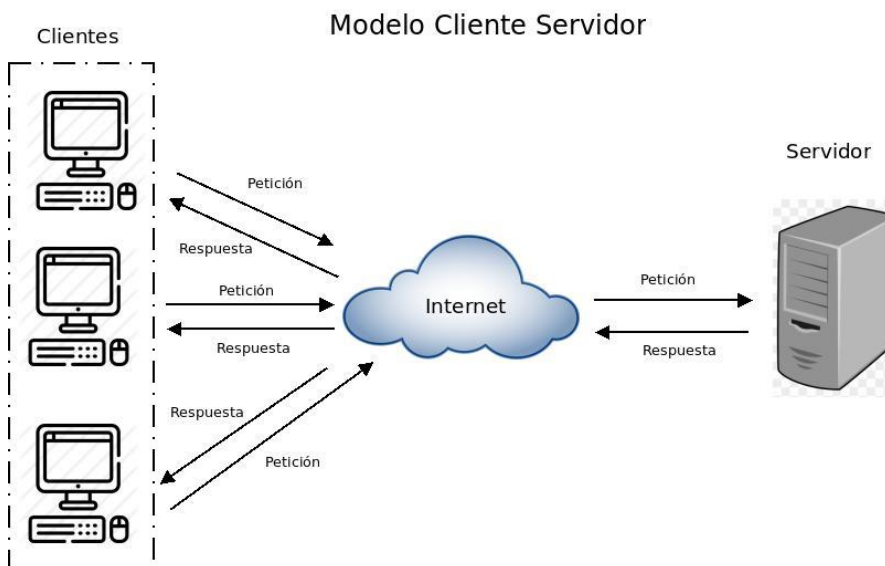 Modelo Cliente Servidor
Clientes
Servidor
Petición
Respuesta
Petición
Respuesta
Respuesta
Petición
Internet
Petición
Respuesta